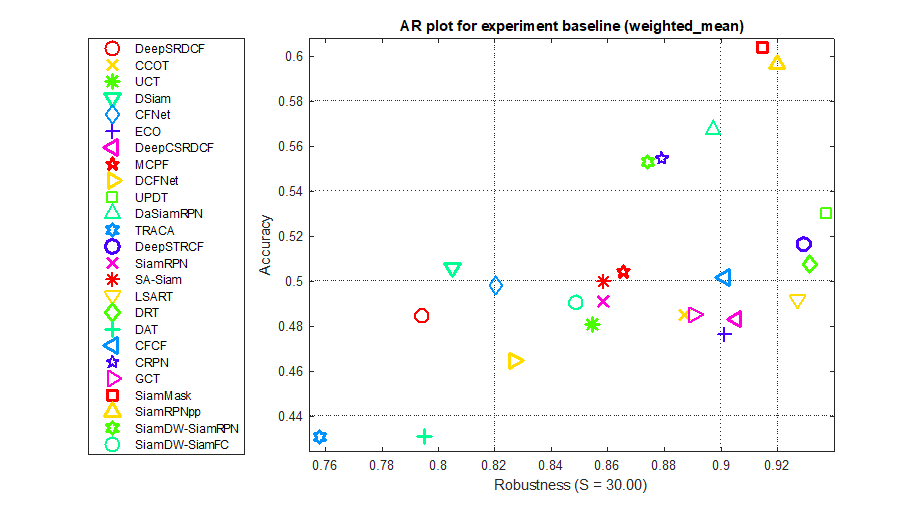 AR plot for experiment baseline (weighted_mean)
DeepSRDCF
CCOT
UCT
DSiam
CFNet
ECO
DeepCSRDCF
MCPF
DCFNet
UPDT
DaSiamRPN
TRACA
DeepSTRCF
SiamRPN
SA-Siam
LSART
DRT
DAT
CFCF
CRPN
GCT
SiamMask
SiamRPNpp
SiamDW-SiamRPN
SiamDW-SiamFC
Accuracy
0.6
0.58
0.56
0.54
0.52
0.5
0.48
0.46
0.44
0.76 0.78 0.8 0.82 0.84 0.86 0.88 0.9 0.92
Robustness (S = 30.00)